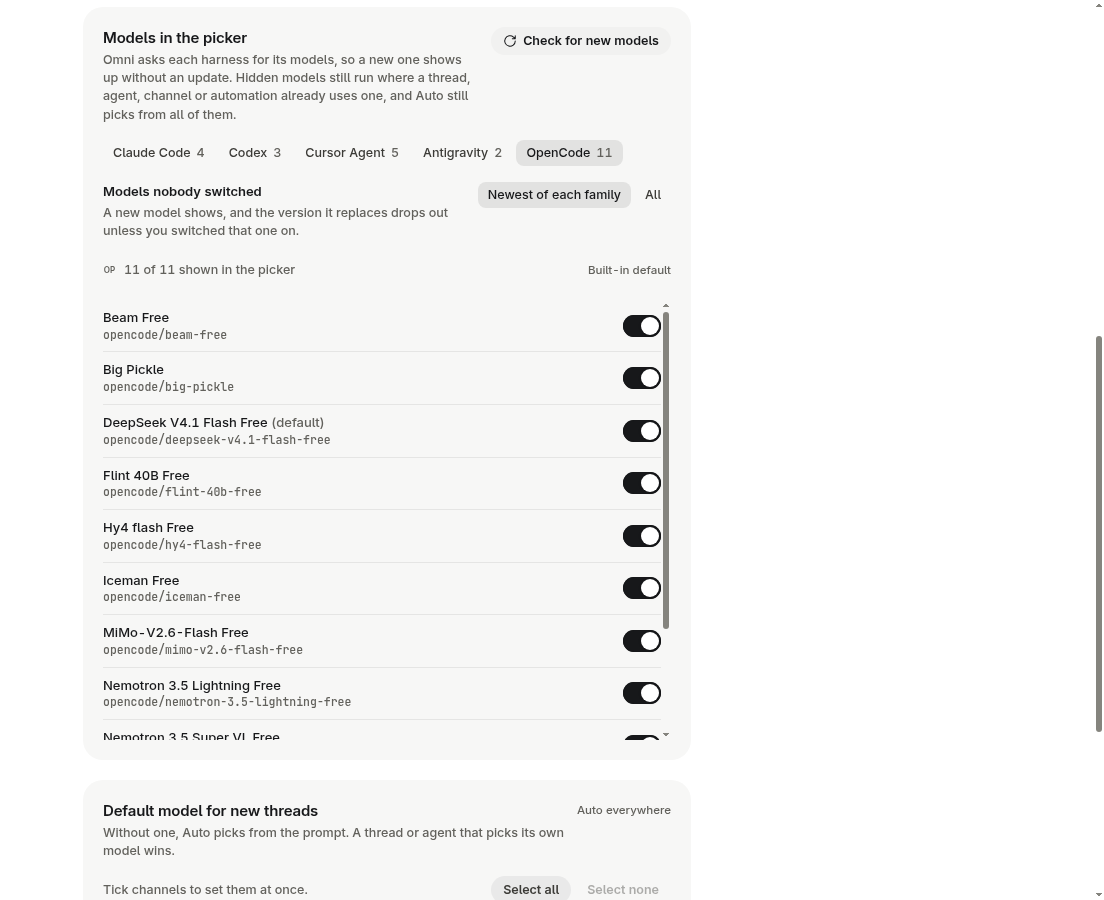 Models in the picker
Check for new models
Omni asks each harness for its models, so a new one shows
up without an update. Hidden models still run where a thread,
agent, channel or automation already uses one, and Auto still
picks from all of them.
Claude Code 4 Codex 3 Cursor Agent 5 Antigravity 2 OpenCode 11
Models nobody switched
Newest of each family All
A new model shows, and the version it replaces drops out
unless you switched that one on.
OP 11 of 11 shown in the picker
Built-in default
Beam Free
opencode/beam-free
Big Pickle
opencode/big-pickle
DeepSeek V4.1 Flash Free (default)
opencode/deepseek-v4.1-flash-free
Flint 40B Free
opencode/flint-40b-free
Hy4 flash Free
opencode/hy4-flash-free
Iceman Free
opencode/iceman-free
MiMo-V2.6-Flash Free
opencode/mimo-v2.6-flash-free
Nemotron 3.5 Lightning Free
opencode/nemotron-3.5-lightning-free
Nemotron 3.5 Super VL Free
Default model for new threads
Auto everywhere
Without one, Auto picks from the prompt. A thread or agent that picks its own
model wins.
Tick channels to set them at once.
Select all Select none